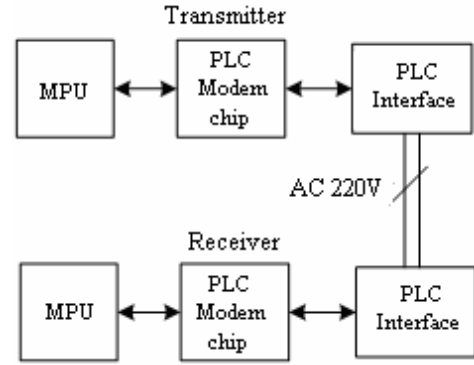 Transmitter
MPU
PLC
Modem
chip
PLC
Interface
AC 220V
Receiver
MPU
PLC
Modem
chip
PLC
Interface